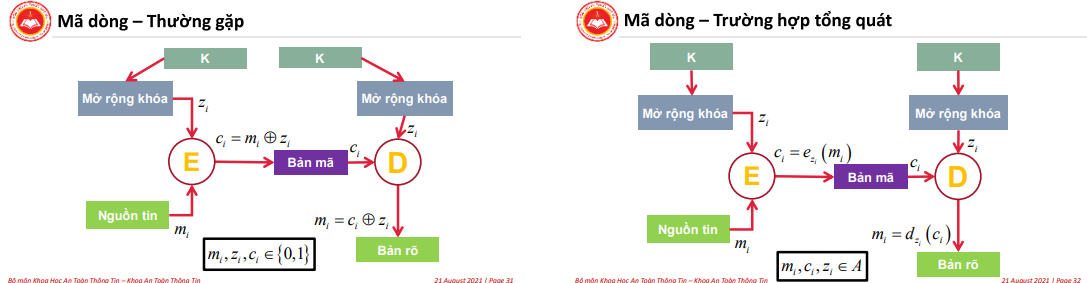 Mã dòng – Thường gặp
K
K
Mở rộng khóa
Mở rộng khóa
z_i
z_i
c_i = m_i ⊕ z_i
c_i
E
Bản mã
D
Nguồn tin
m_i
m_i = c_i ⊕ z_i
m_i, z_i, c_i ∈ {0,1}
Bản rõ
Bộ môn Khoa Học An Toàn Thông Tin – Khoa An Toàn Thông Tin
21 August 2021 | Page 31
Mã dòng – Trường hợp tổng quát
K
K
Mở rộng khóa
Mở rộng khóa
z_i
z_i
c_i = e_{z_i}(m_i)
c_i
E
Bản mã
D
Nguồn tin
m_i
m_i = d_{z_i}(c_i)
m_i, c_i, z_i ∈ A
Bản rõ
Bộ môn Khoa Học An Toàn Thông Tin – Khoa An Toàn Thông Tin
21 August 2021 | Page 32